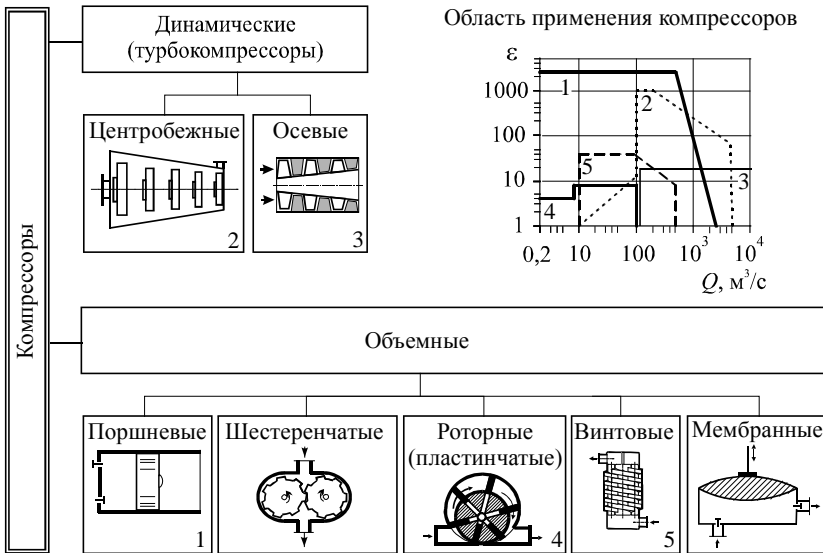 Компрессоры
Динамические
(турбокомпрессоры)
Центробежные
2
Осевые
3
Область применения компрессоров
ε
1000
100
10
1
1
2
5
3
4
0,2 10 100 10³ 10⁴
Q, м³/с
Объемные
Поршневые
1
Шестеренчатые
Роторные
(пластинчатые)
4
Винтовые
5
Мембранные